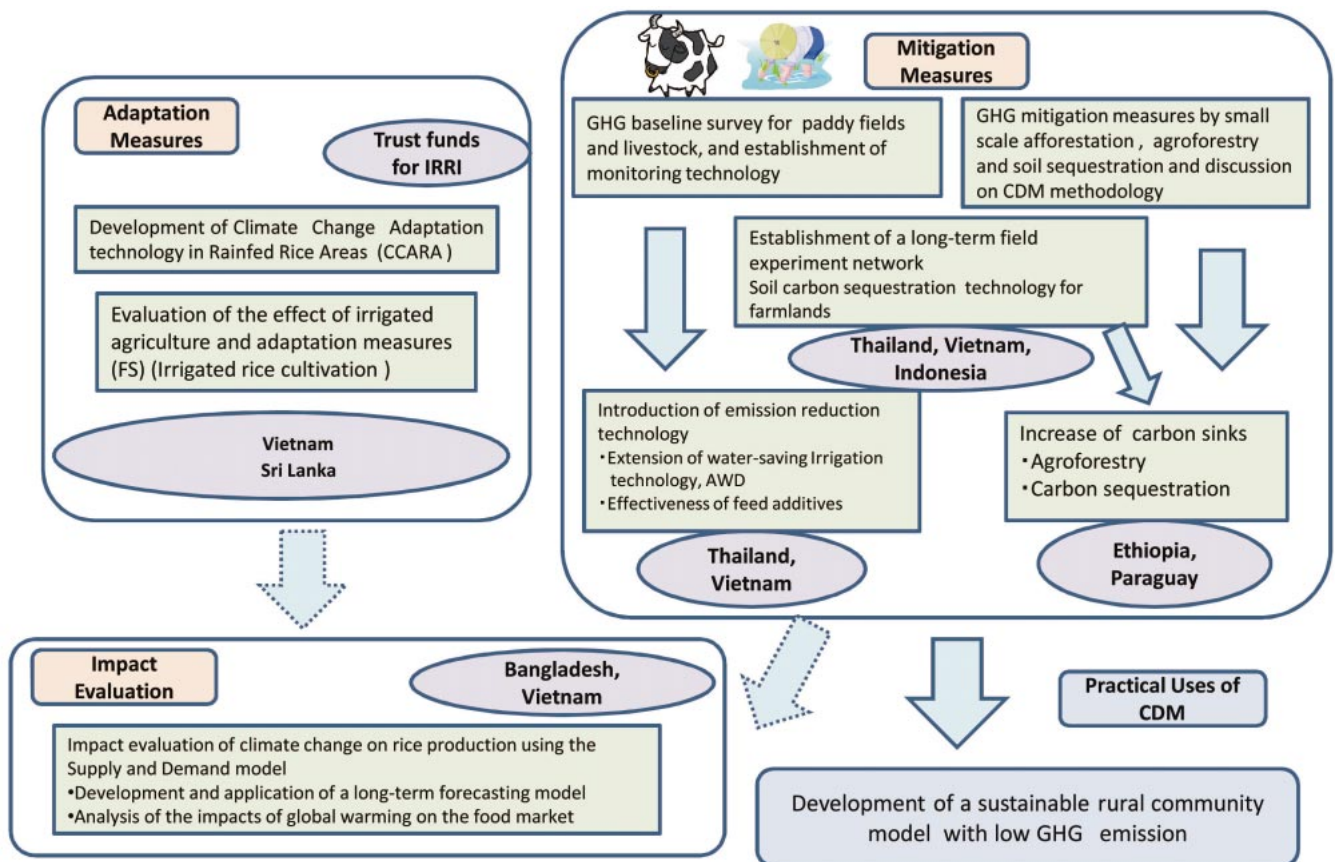 Adaptation
Measures
Trust funds
for IRRI
Development of Climate Change Adaptation
technology in Rainfed Rice Areas (CCARA )
Evaluation of the effect of irrigated
agriculture and adaptation measures
(FS) (Irrigated rice cultivation )
Vietnam
Sri Lanka
Mitigation
Measures
GHG baseline survey for paddy fields
and livestock, and establishment of
monitoring technology
GHG mitigation measures by small
scale afforestation , agroforestry
and soil sequestration and discussion
on CDM methodology
Establishment of a long-term field
experiment network
Soil carbon sequestration technology for
farmlands
Thailand, Vietnam,
Indonesia
Introduction of emission reduction
technology
・Extension of water-saving Irrigation
technology, AWD
・Effectiveness of feed additives
Thailand,
Vietnam
Increase of carbon sinks
・Agroforestry
・Carbon sequestration
Ethiopia,
Paraguay
Impact
Evaluation
Bangladesh,
Vietnam
Impact evaluation of climate change on rice production using the
Supply and Demand model
•Development and application of a long-term forecasting model
•Analysis of the impacts of global warming on the food market
Practical Uses of
CDM
Development of a sustainable rural community
model with low GHG emission